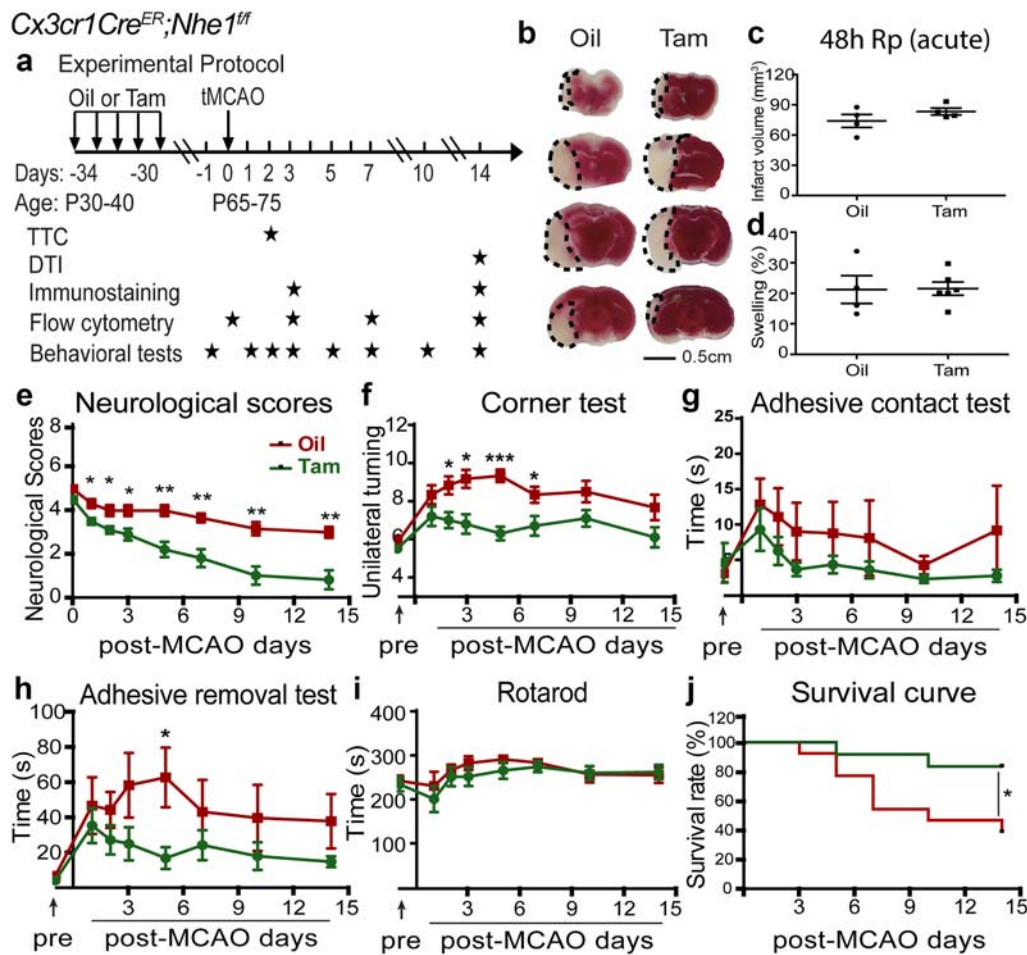 Cx3cr1Cre^ER;Nhe1^f/f
a Experimental Protocol
Oil or Tam tMCAO
Days: -34 -30 -1 0 1 2 3 5 7 10 14
Age: P30-40 P65-75
TTC ★
DTI ★
Immunostaining ★ ★
Flow cytometry ★ ★ ★ ★
Behavioral tests ★ ★ ★ ★ ★ ★ ★ ★
b Oil Tam
0.5cm
c 48h Rp (acute)
Infarct volume (mm³)
120
90
60
30
0
Oil Tam
d
Swelling (%)
40
30
20
10
0
Oil Tam
e Neurological scores
Neurological Scores
8
6
4
2
0
Oil
Tam
* * * ** ** ** **
0 3 6 9 12 15
post-MCAO days
f Corner test
Unilateral turning
12
10
8
6
4
* * *** *
3 6 9 12 15
pre post-MCAO days
g Adhesive contact test
Time (s)
25
20
15
10
5
3 6 9 12 15
pre post-MCAO days
h Adhesive removal test
Time (s)
100
80
60
40
20
*
3 6 9 12 15
pre post-MCAO days
i Rotarod
Time (s)
400
300
200
100
0
3 6 9 12 15
pre post-MCAO days
j Survival curve
Survival rate (%)
120
100
80
60
40
20
0
*
3 6 9 12 15
post-MCAO days